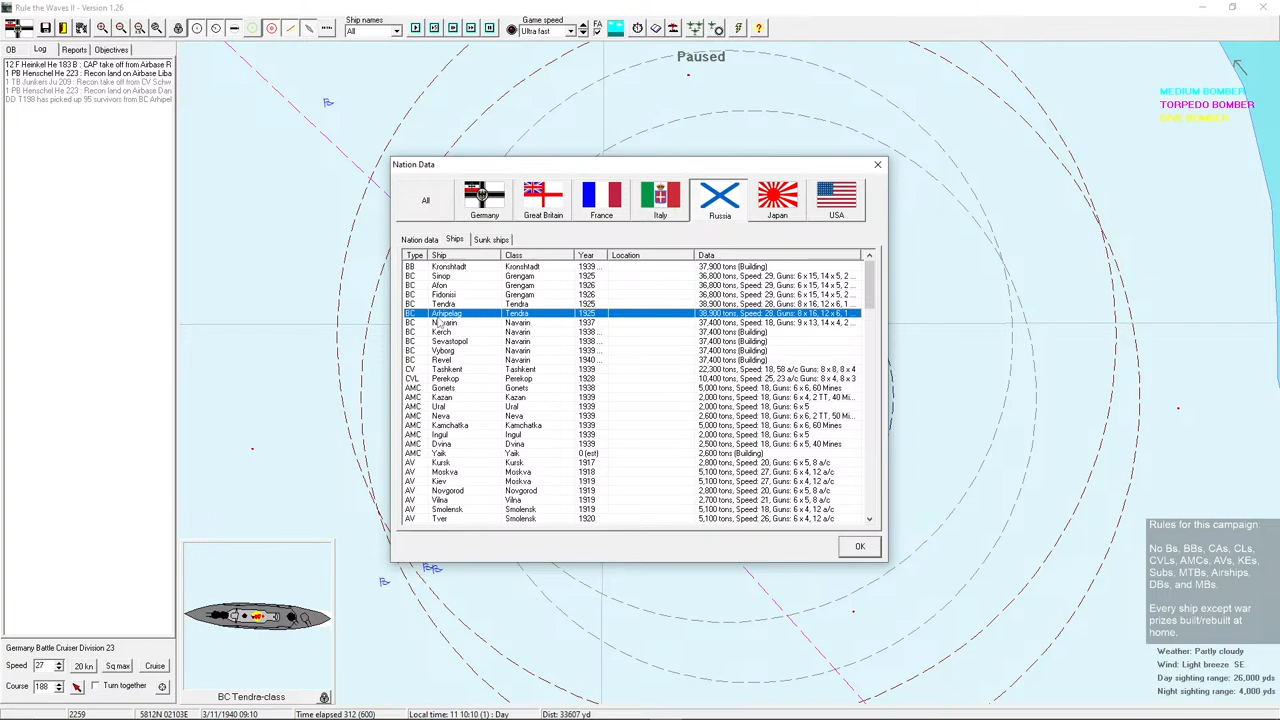 Rule the Waves II - Version 1.26
Ship names
All
Game speed
Ultra fast
FA
OB Log Reports Objectives
12 F Heinkel He 183 B : CAP take off from Airbase R
1 PB Henschel He 223 : Recon land on Airbase Liba
1 TB Junkers Ju 209 : Recon take off from CV Schw
1 PB Henschel He 223 : Recon land on Airbase Dan
DD T198 has picked up 95 survivors from BC Arhipel
Paused
MEDIUM BOMBER
TORPEDO BOMBER
DIVE BOMBER
Nation Data
All Germany Great Britain France Italy Russia Japan USA
Nation data Ships Sunk ships
Type Ship Class Year Location Data
BB Kronshtadt Kronshtadt 1939... 37,900 tons (Building)
BC Sinop Grengam 1925 36,800 tons, Speed: 29, Guns: 6 x 15, 14 x 5, 2 ...
BC Afon Grengam 1926 36,800 tons, Speed: 29, Guns: 6 x 15, 14 x 5, 2 ...
BC Fidonisi Grengam 1926 36,800 tons, Speed: 29, Guns: 6 x 15, 14 x 5, 2 ...
BC Tendra Tendra 1925 38,900 tons, Speed: 28, Guns: 8 x 16, 12 x 6, 1 ...
BC Arhipelag Tendra 1925 38,900 tons, Speed: 28, Guns: 8 x 16, 12 x 6, 1 ...
BC Navarin Navarin 1937 37,400 tons, Speed: 18, Guns: 9 x 13, 14 x 4, 2 ...
BC Kerch Navarin 1938... 37,400 tons (Building)
BC Sevastopol Navarin 1938... 37,400 tons (Building)
BC Vyborg Navarin 1939... 37,400 tons (Building)
BC Revel Navarin 1940... 37,400 tons (Building)
CV Tashkent Tashkent 1939 22,300 tons, Speed: 18, 58 a/c Guns: 8 x 8, 8 x 4
CVL Perekop Perekop 1928 10,400 tons, Speed: 25, 23 a/c Guns: 8 x 4, 8 x 3
AMC Gonets Gonets 1938 5,000 tons, Speed: 18, Guns: 6 x 6, 60 Mines
AMC Kazan Kazan 1939 2,000 tons, Speed: 18, Guns: 6 x 4, 2 TT, 40 Mi...
AMC Ural Ural 1939 2,000 tons, Speed: 18, Guns: 6 x 5
AMC Neva Neva 1939 2,600 tons, Speed: 18, Guns: 6 x 6, 2 TT, 50 Mi...
AMC Kamchatka Kamchatka 1939 5,000 tons, Speed: 18, Guns: 6 x 6, 60 Mines
AMC Ingul Ingul 1939 2,000 tons, Speed: 18, Guns: 6 x 5
AMC Dvina Dvina 1939 2,500 tons, Speed: 18, Guns: 6 x 5, 40 Mines
AMC Yaik Yaik 0 (est) 2,600 tons (Building)
AV Kursk Kursk 1917 2,800 tons, Speed: 20, Guns: 6 x 5, 8 a/c
AV Moskva Moskva 1918 5,100 tons, Speed: 27, Guns: 6 x 4, 12 a/c
AV Kiev Moskva 1919 5,100 tons, Speed: 27, Guns: 6 x 4, 12 a/c
AV Novgorod Novgorod 1919 2,800 tons, Speed: 20, Guns: 6 x 5, 8 a/c
AV Vilna Vilna 1919 2,700 tons, Speed: 21, Guns: 6 x 5, 8 a/c
AV Smolensk Smolensk 1919 5,100 tons, Speed: 18, Guns: 6 x 4, 12 a/c
AV Tver Smolensk 1920 5,100 tons, Speed: 26, Guns: 6 x 4, 12 a/c
OK
Rules for this campaign:
No Bs, BBs, CAs, CLs,
CVLs, AMCs, AVs, KEs,
Subs, MTBs, Airships,
DBs, and MBs.
Every ship except war
prizes built/rebuilt at
home.
Weather: Partly cloudy
Wind: Light breeze SE
Day sighting range: 26,000 yds
Night sighting range: 4,000 yds
Germany Battle Cruiser Division 23
Speed 27 20 kn Sq max Cruise
Course 188 Turn together
BC Tendra-class
2259 5812N 02103E 3/11/1940 09:10 Time elapsed 312 (600) Local time: 11 10:10 (1) : Day Dist: 33607 yd